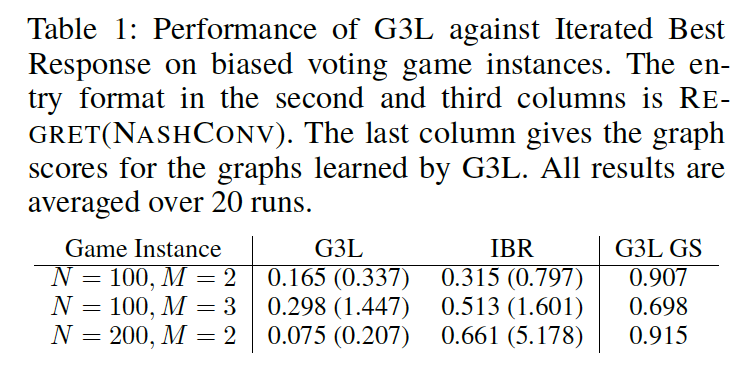 Table 1: Performance of G3L against Iterated Best
Response on biased voting game instances. The en-
try format in the second and third columns is RE-
GRET(NASHCONV). The last column gives the graph
scores for the graphs learned by G3L. All results are
averaged over 20 runs.
Game Instance G3L IBR G3L GS
N = 100, M = 2 0.165 (0.337) 0.315 (0.797) 0.907
N = 100, M = 3 0.298 (1.447) 0.513 (1.601) 0.698
N = 200, M = 2 0.075 (0.207) 0.661 (5.178) 0.915